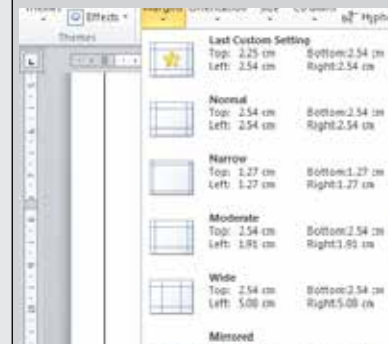 Effects
Themes
Last Custom Setting
Top: 2.25 cm Bottom:2.54 cm
Left: 2.54 cm Right:2.54 cm
Normal
Top: 2.54 cm Bottom:2.54 cm
Left: 2.54 cm Right:2.54 cm
Narrow
Top: 1.27 cm Bottom:1.27 cm
Left: 1.27 cm Right:1.27 cm
Moderate
Top: 2.54 cm Bottom:2.54 cm
Left: 1.91 cm Right:1.91 cm
Wide
Top: 2.54 cm Bottom:2.54 cm
Left: 5.08 cm Right:5.08 cm
Mirrored